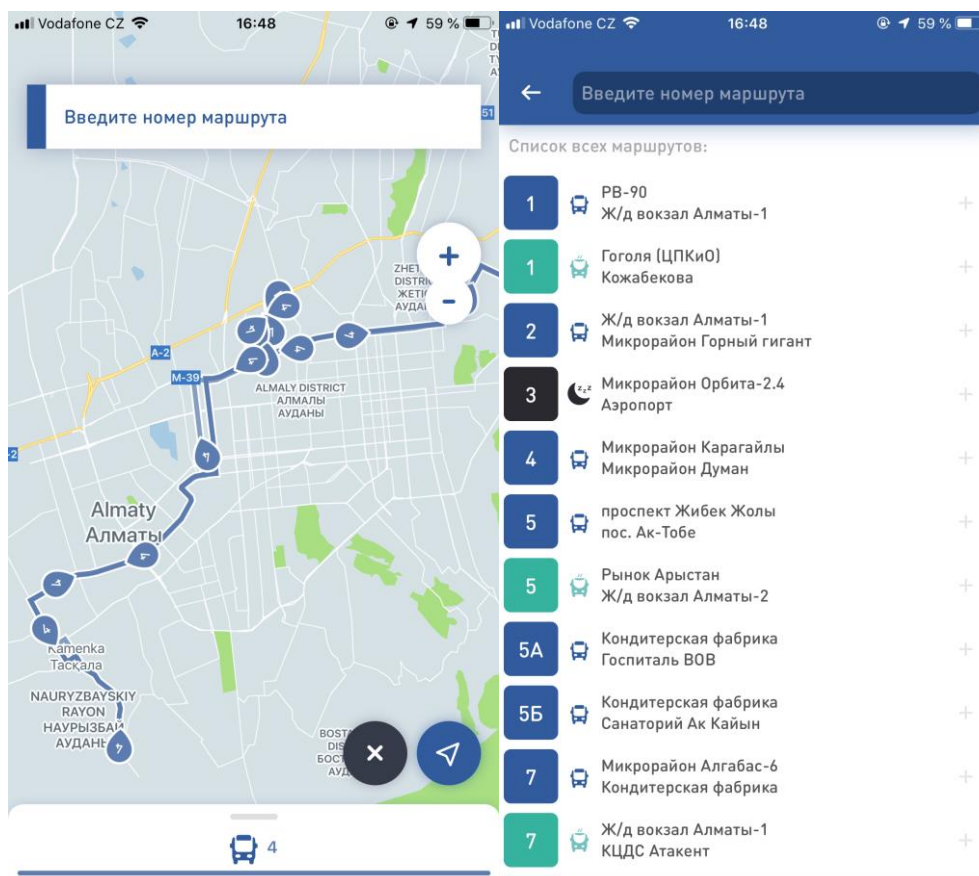 Vodafone CZ
16:48
59 %
Введите номер маршрута
51
A-2
M-39
ALMALY DISTRICT
АЛМАЛЫ
АУДАНЫ
4
Almaty
Алматы
Kamenka
Тасқала
NAURYZBAYSKIY
RAYON
НАУРЫЗБАЙ
4
4
Vodafone CZ
16:48
59 %
Введите номер маршрута
Список всех маршрутов:
1
РВ-90
Ж/д вокзал Алматы-1
1
Гоголя (ЦПКиО)
Кожабекова
2
Ж/д вокзал Алматы-1
Микрорайон Горный гигант
3
Микрорайон Орбита-2.4
Аэропорт
4
Микрорайон Карагайлы
Микрорайон Думан
5
проспект Жибек Жолы
пос. Ак-Тобе
5
Рынок Арыстан
Ж/д вокзал Алматы-2
5А
Кондитерская фабрика
Госпиталь ВОВ
5Б
Кондитерская фабрика
Санаторий Ак Кайын
7
Микрорайон Алгабас-6
Кондитерская фабрика
7
Ж/д вокзал Алматы-1
КЦДС Атакент